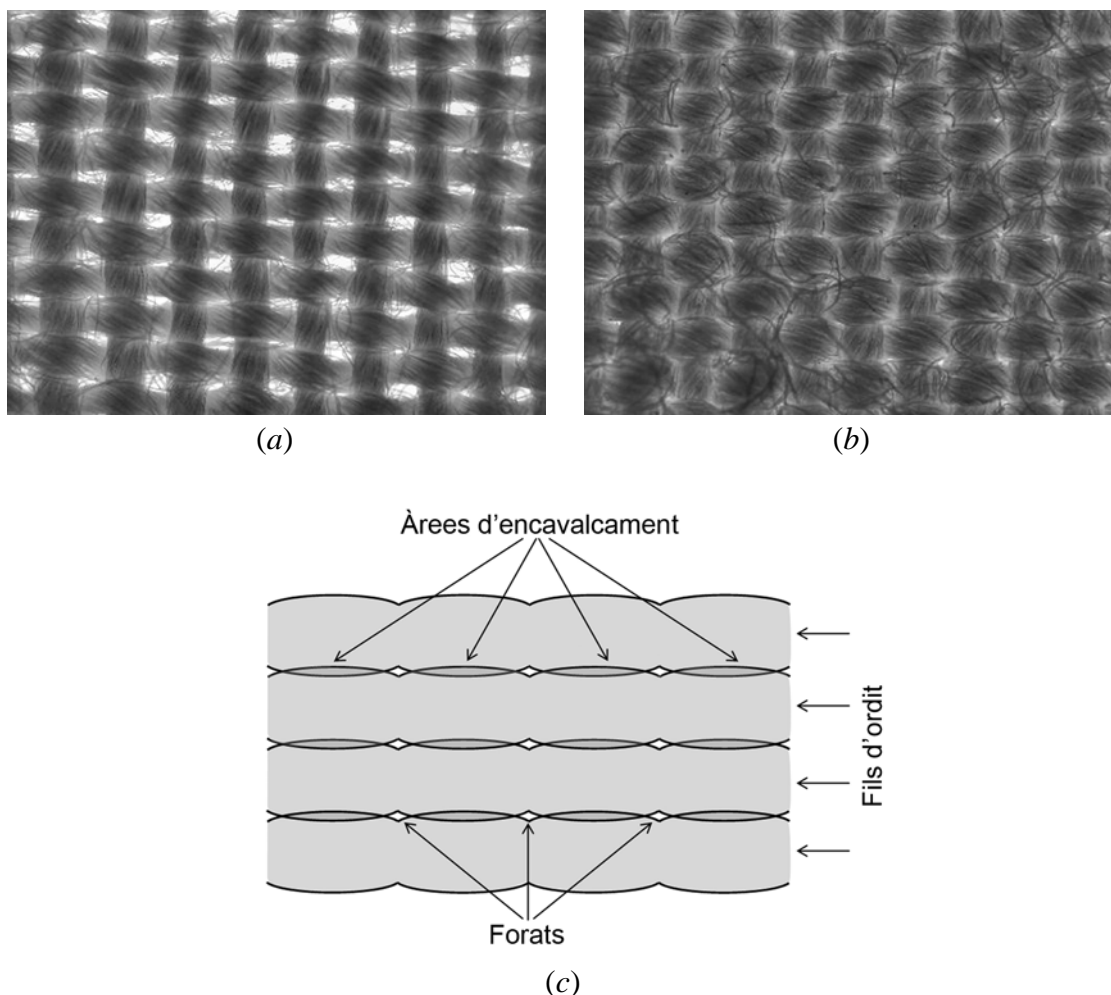 (a)
(b)
Àrees d'encavalcament
Fils d'ordit
Forats
(c)